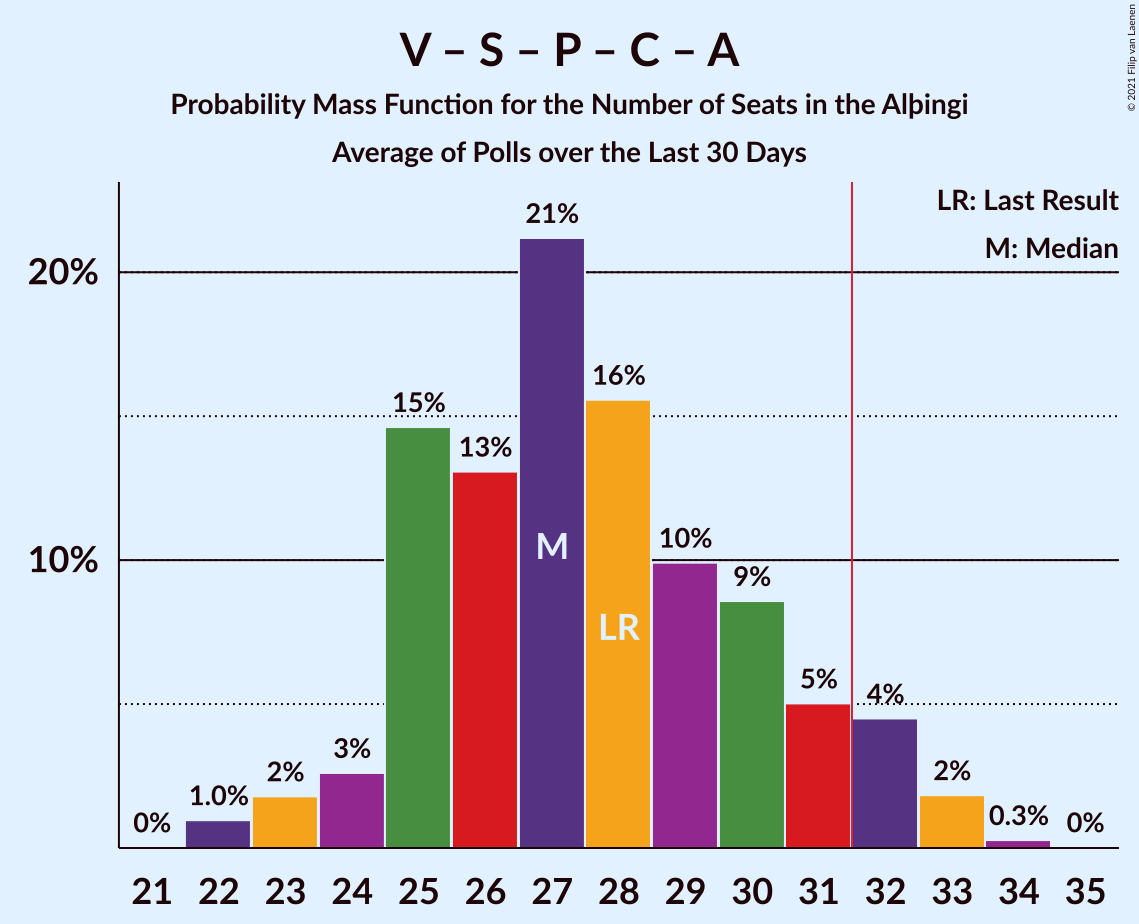 V – S – P – C – A
Probability Mass Function for the Number of Seats in the Alþingi
Average of Polls over the Last 30 Days
© 2021 Filip van Laenen
LR: Last Result
M: Median
20%
10%
0%
1.0%
2%
3%
15%
13%
21%
16%
10%
9%
5%
4%
2%
0.3%
0%
M
LR
21 22 23 24 25 26 27 28 29 30 31 32 33 34 35